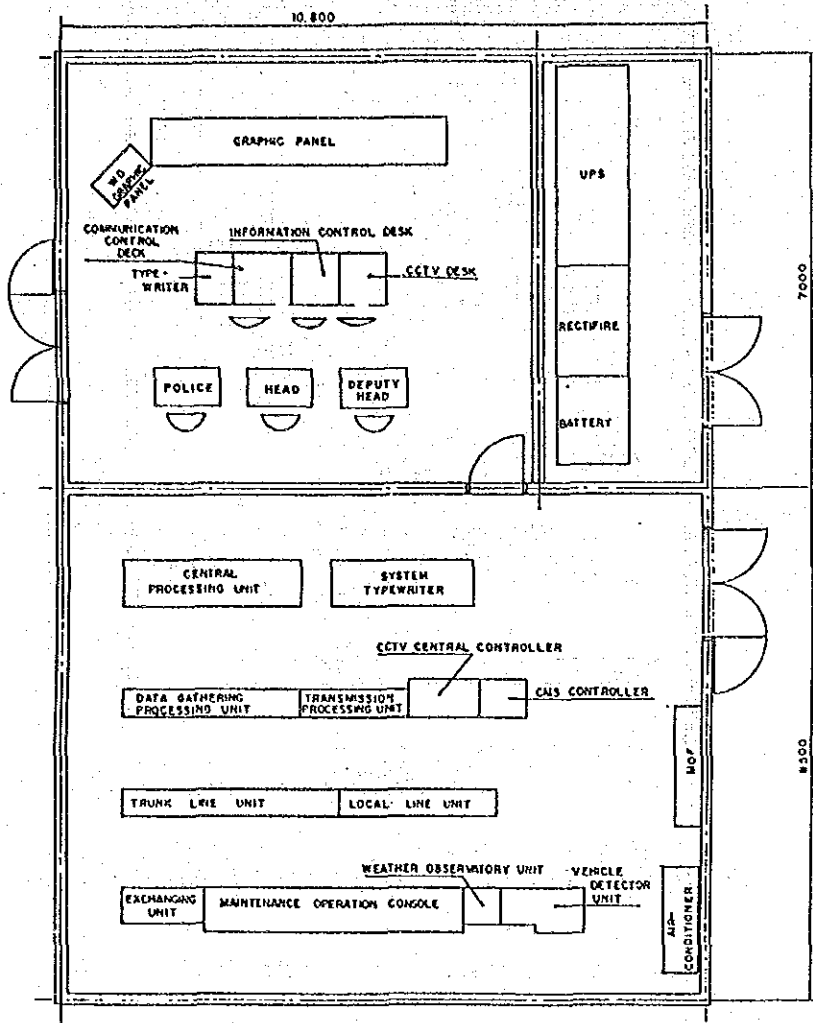 10,800
GRAPHIC PANEL
WD
GRAPHIC
PANEL
UPS
COMMUNICATION
CONTROL
DECK
INFORMATION CONTROL DESK
TYPE-
WRITER
CCTV DESK
7000
RECTIFIRE
POLICE
HEAD
DEPUTY
HEAD
BATTERY
CENTRAL
PROCESSING UNIT
SYSTEM
TYPEWRITER
CCTV CENTRAL CONTROLLER
DATA GATHERING
PROCESSING UNIT
TRANSMISSION
PROCESSING UNIT
CMS CONTROLLER
MDF
8500
TRUNK LINE UNIT
LOCAL LINE UNIT
WEATHER OBSERVATORY UNIT
VEHICLE
DETECTOR
UNIT
EXCHANGING
UNIT
MAINTENANCE OPERATION CONSOLE
AIR-
CONDITIONER